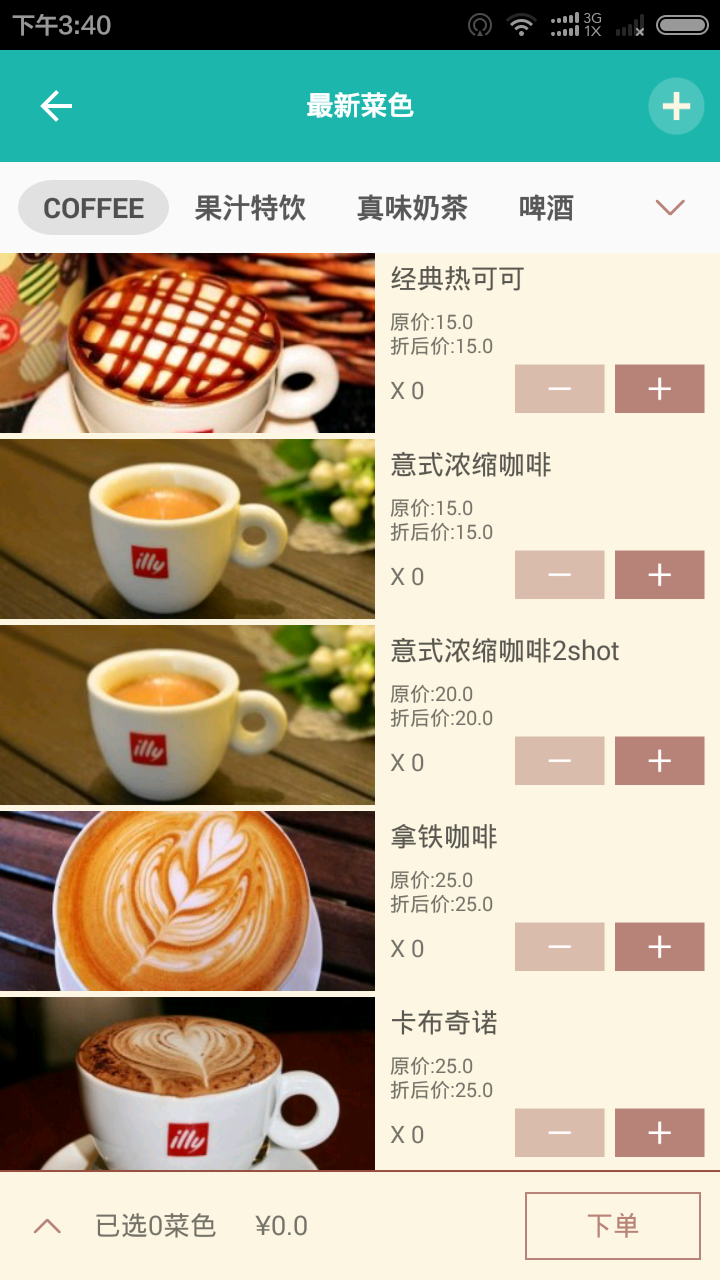 下午3:40
3G
1X
最新菜色
COFFEE 果汁特饮 真味奶茶 啤酒
经典热可可
原价:15.0
折后价:15.0
X 0
意式浓缩咖啡
原价:15.0
折后价:15.0
X 0
illy
意式浓缩咖啡2shot
原价:20.0
折后价:20.0
X 0
illy
拿铁咖啡
原价:25.0
折后价:25.0
X 0
卡布奇诺
原价:25.0
折后价:25.0
X 0
illy
已选0菜色 ¥0.0 下单